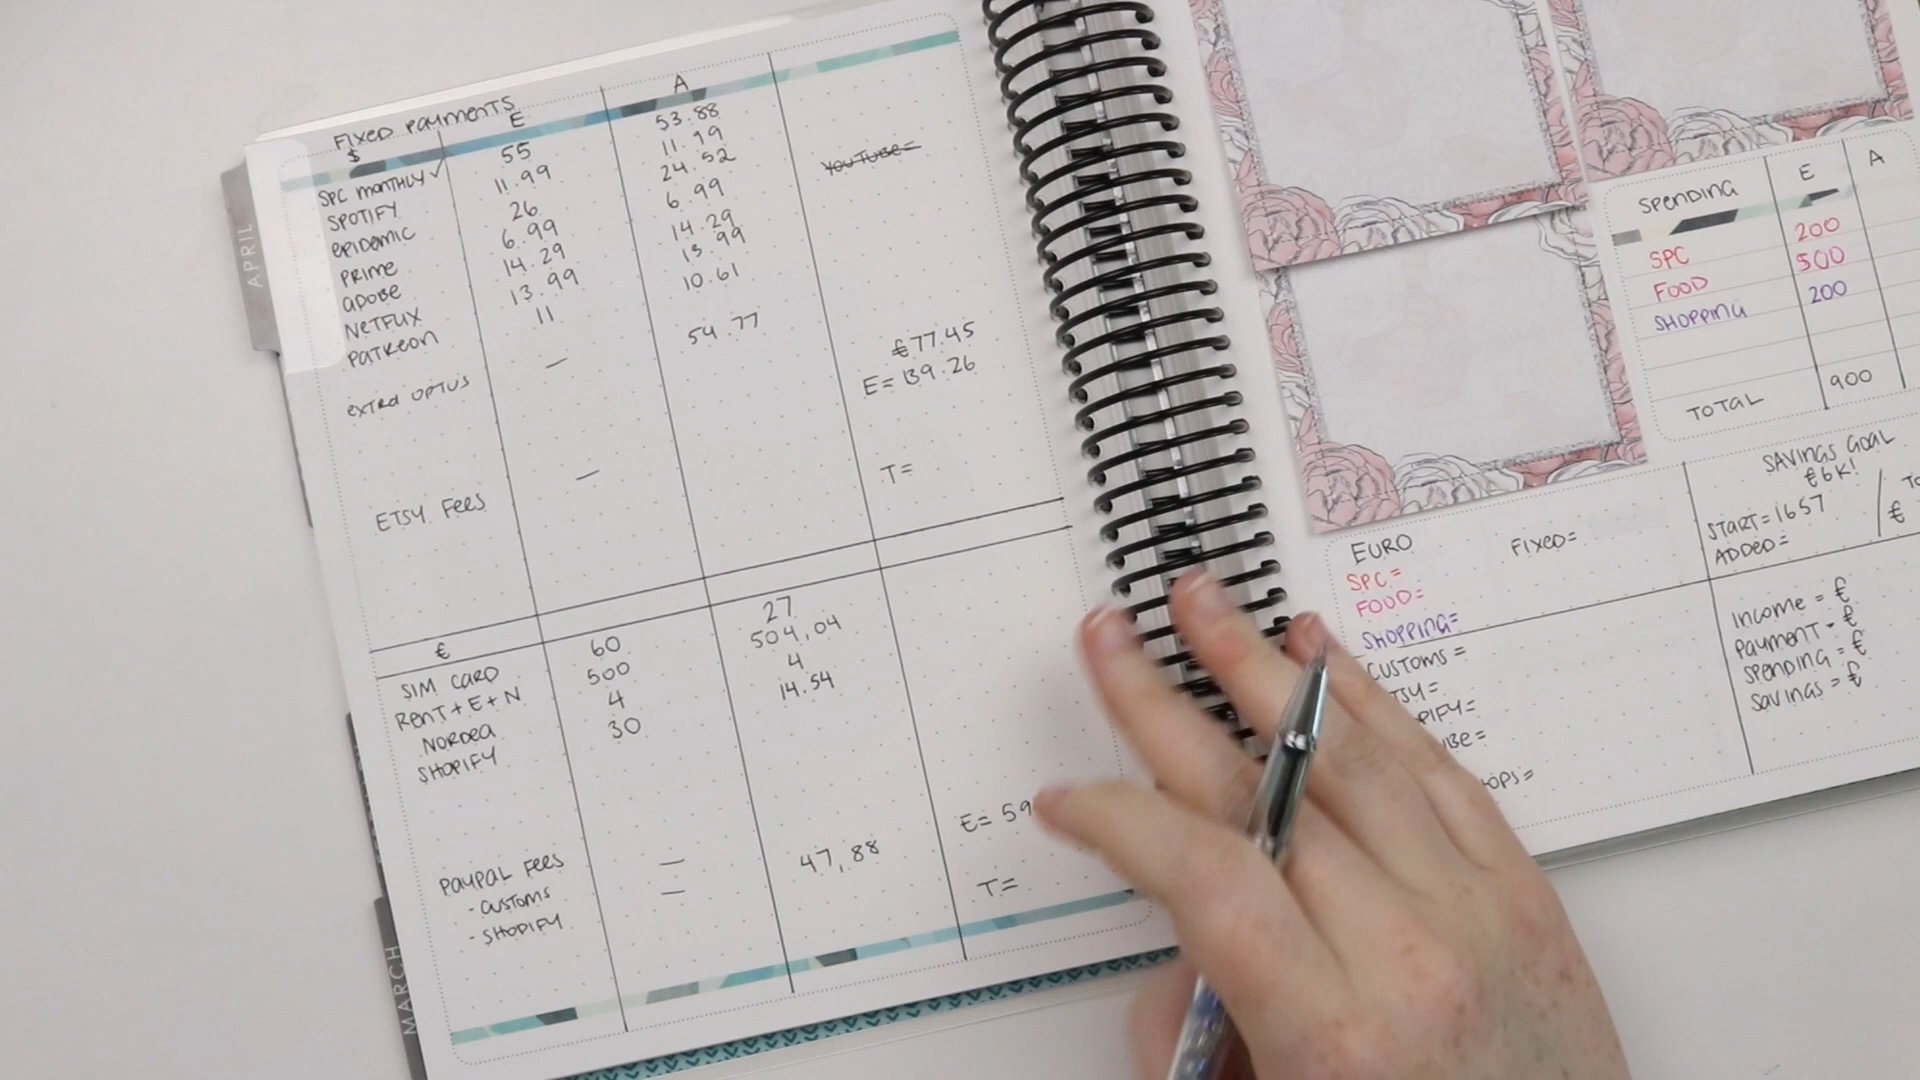 APRIL
MARCH
FIXED PAYMENTS
$ E A
SPC MONTHLY ✓ 55 53.88
SPOTIFY 11.99 11.99
EPIDEMIC 26 24.52
PRIME 6.99 6.99
ADOBE 14.29 14.29
NETFLIX 13.99 13.99
PATREON 11 10.61
EXTRA OPTUS — 54.77
ETSY FEES —
YOUTUBE=
€77.45
E= 139.26
T=
€
SIM CARD 60 27
RENT+E+N 500 504,04
NORDEA 4 4
SHOPIFY 30 14.54
PAYPAL FEES
- CUSTOMS — 47,88
- SHOPIFY —
E= 59
T=
SPENDING E A
SPC 200
FOOD 500
SHOPPING 200
TOTAL 900
EURO
SPC=
FOOD=
SHOPPING=
FIXED=
CUSTOMS=
SAVINGS GOAL
€6K!
START=1657
ADDED=
€
INCOME = €
PAYMENT = €
SPENDING = €
SAVINGS = €